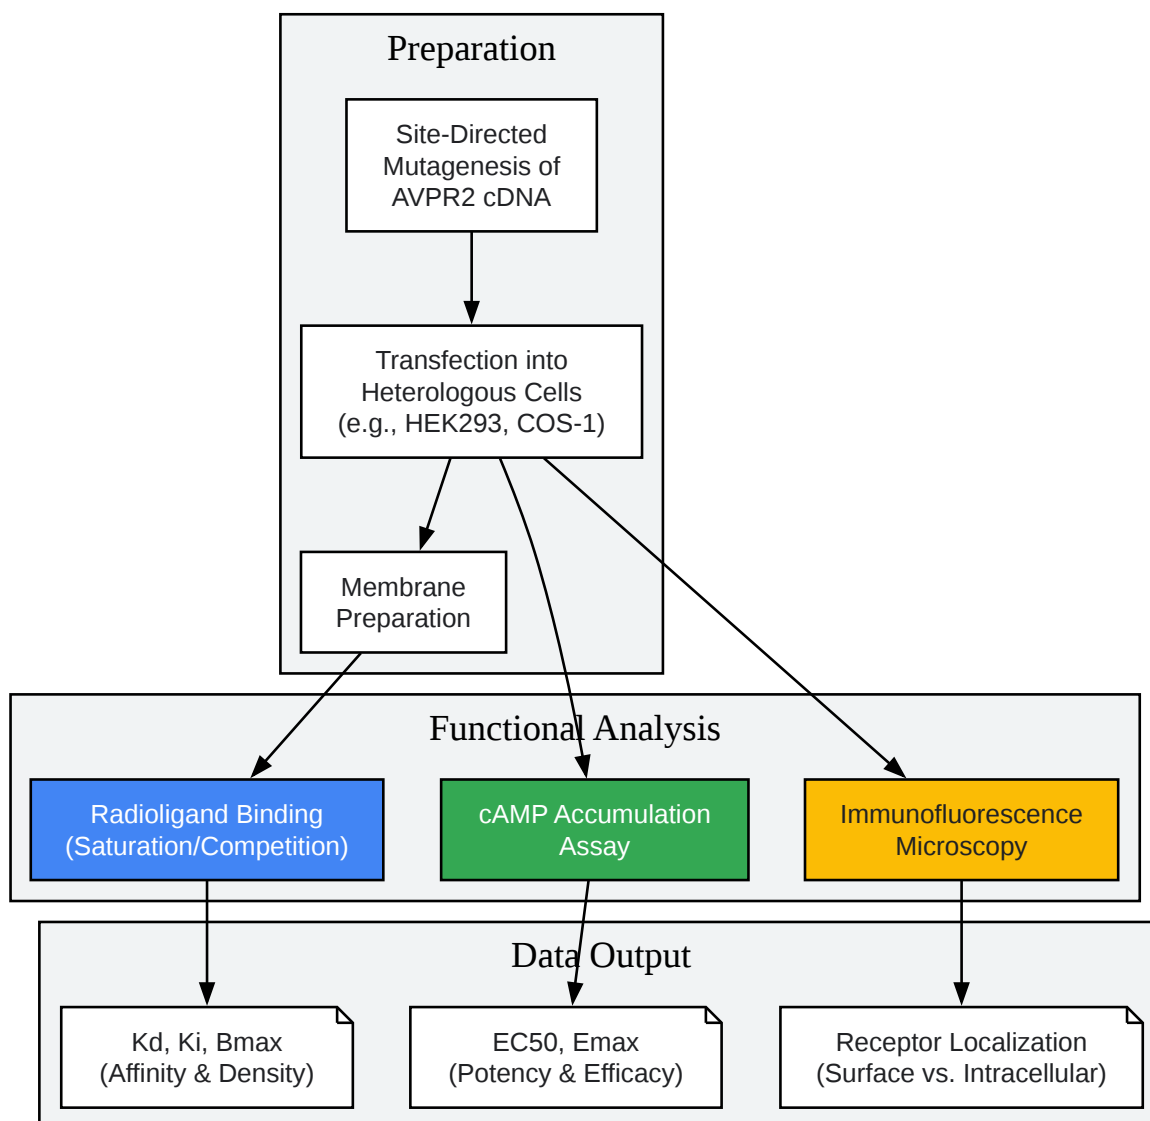 Preparation
Site-Directed
Mutagenesis of
AVPR2 cDNA
Transfection into
Heterologous Cells
(e.g., HEK293, COS-1)
Membrane
Preparation
Functional Analysis
Radioligand Binding
(Saturation/Competition)
cAMP Accumulation
Assay
Immunofluorescence
Microscopy
Data Output
Kd, Ki, Bmax
(Affinity & Density)
EC50, Emax
(Potency & Efficacy)
Receptor Localization
(Surface vs. Intracellular)